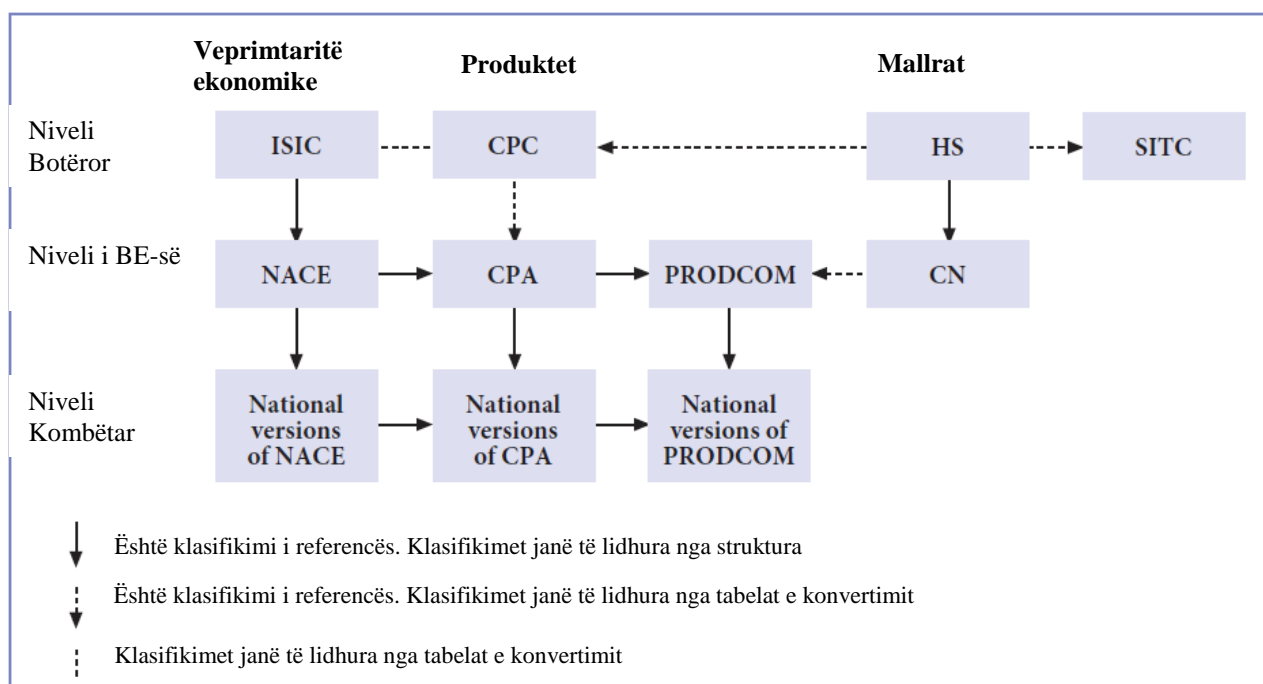 Veprimtaritë
ekonomike
Produktet
Mallrat
Niveli
Botëror
ISIC
CPC
HS
SITC
Niveli i BE-së
NACE
CPA
PRODCOM
CN
Niveli
Kombëtar
National
versions
of NACE
National
versions
of CPA
National
versions of
PRODCOM
Është klasifikimi i referencës. Klasifikimet janë të lidhura nga struktura
Është klasifikimi i referencës. Klasifikimet janë të lidhura nga tabelat e konvertimit
Klasifikimet janë të lidhura nga tabelat e konvertimit